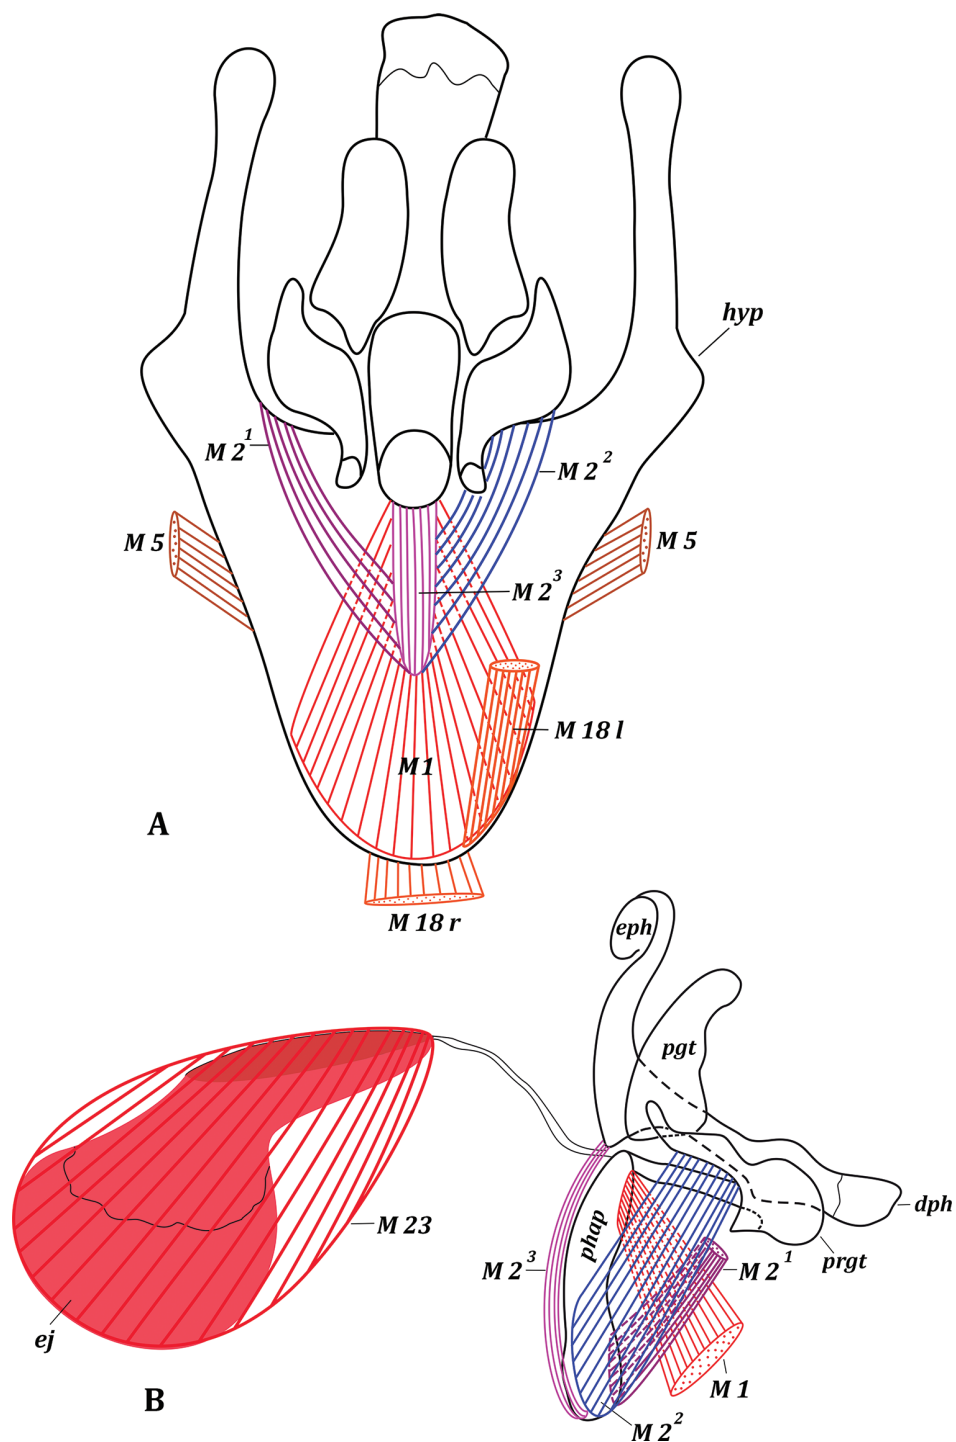 hyp
M 2¹
M 2²
M 5
M 5
M 2³
M 18 l
M 1
A
M 18 r
eph
pgt
dph
phap
M 23
M 2³
M 2¹
prgt
ej
M 1
B
M 2²